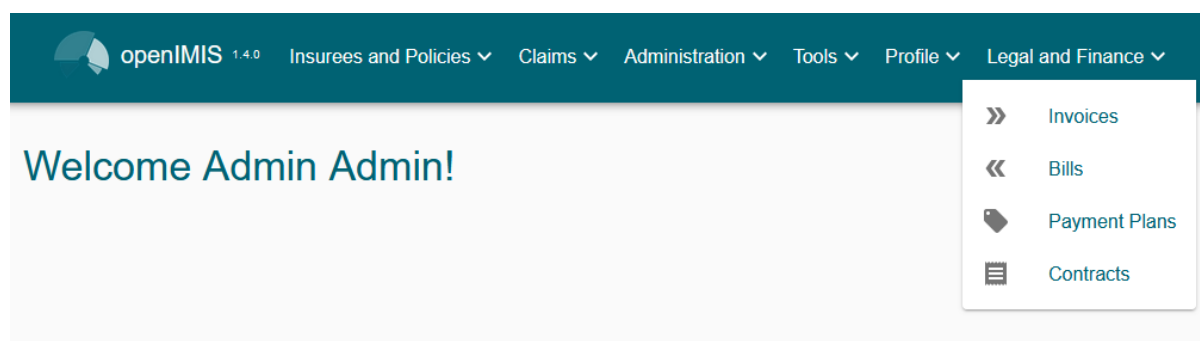 openIMIS 1.4.0 Insurees and Policies Claims Administration Tools Profile Legal and Finance
Invoices
Welcome Admin Admin!
Bills
Payment Plans
Contracts